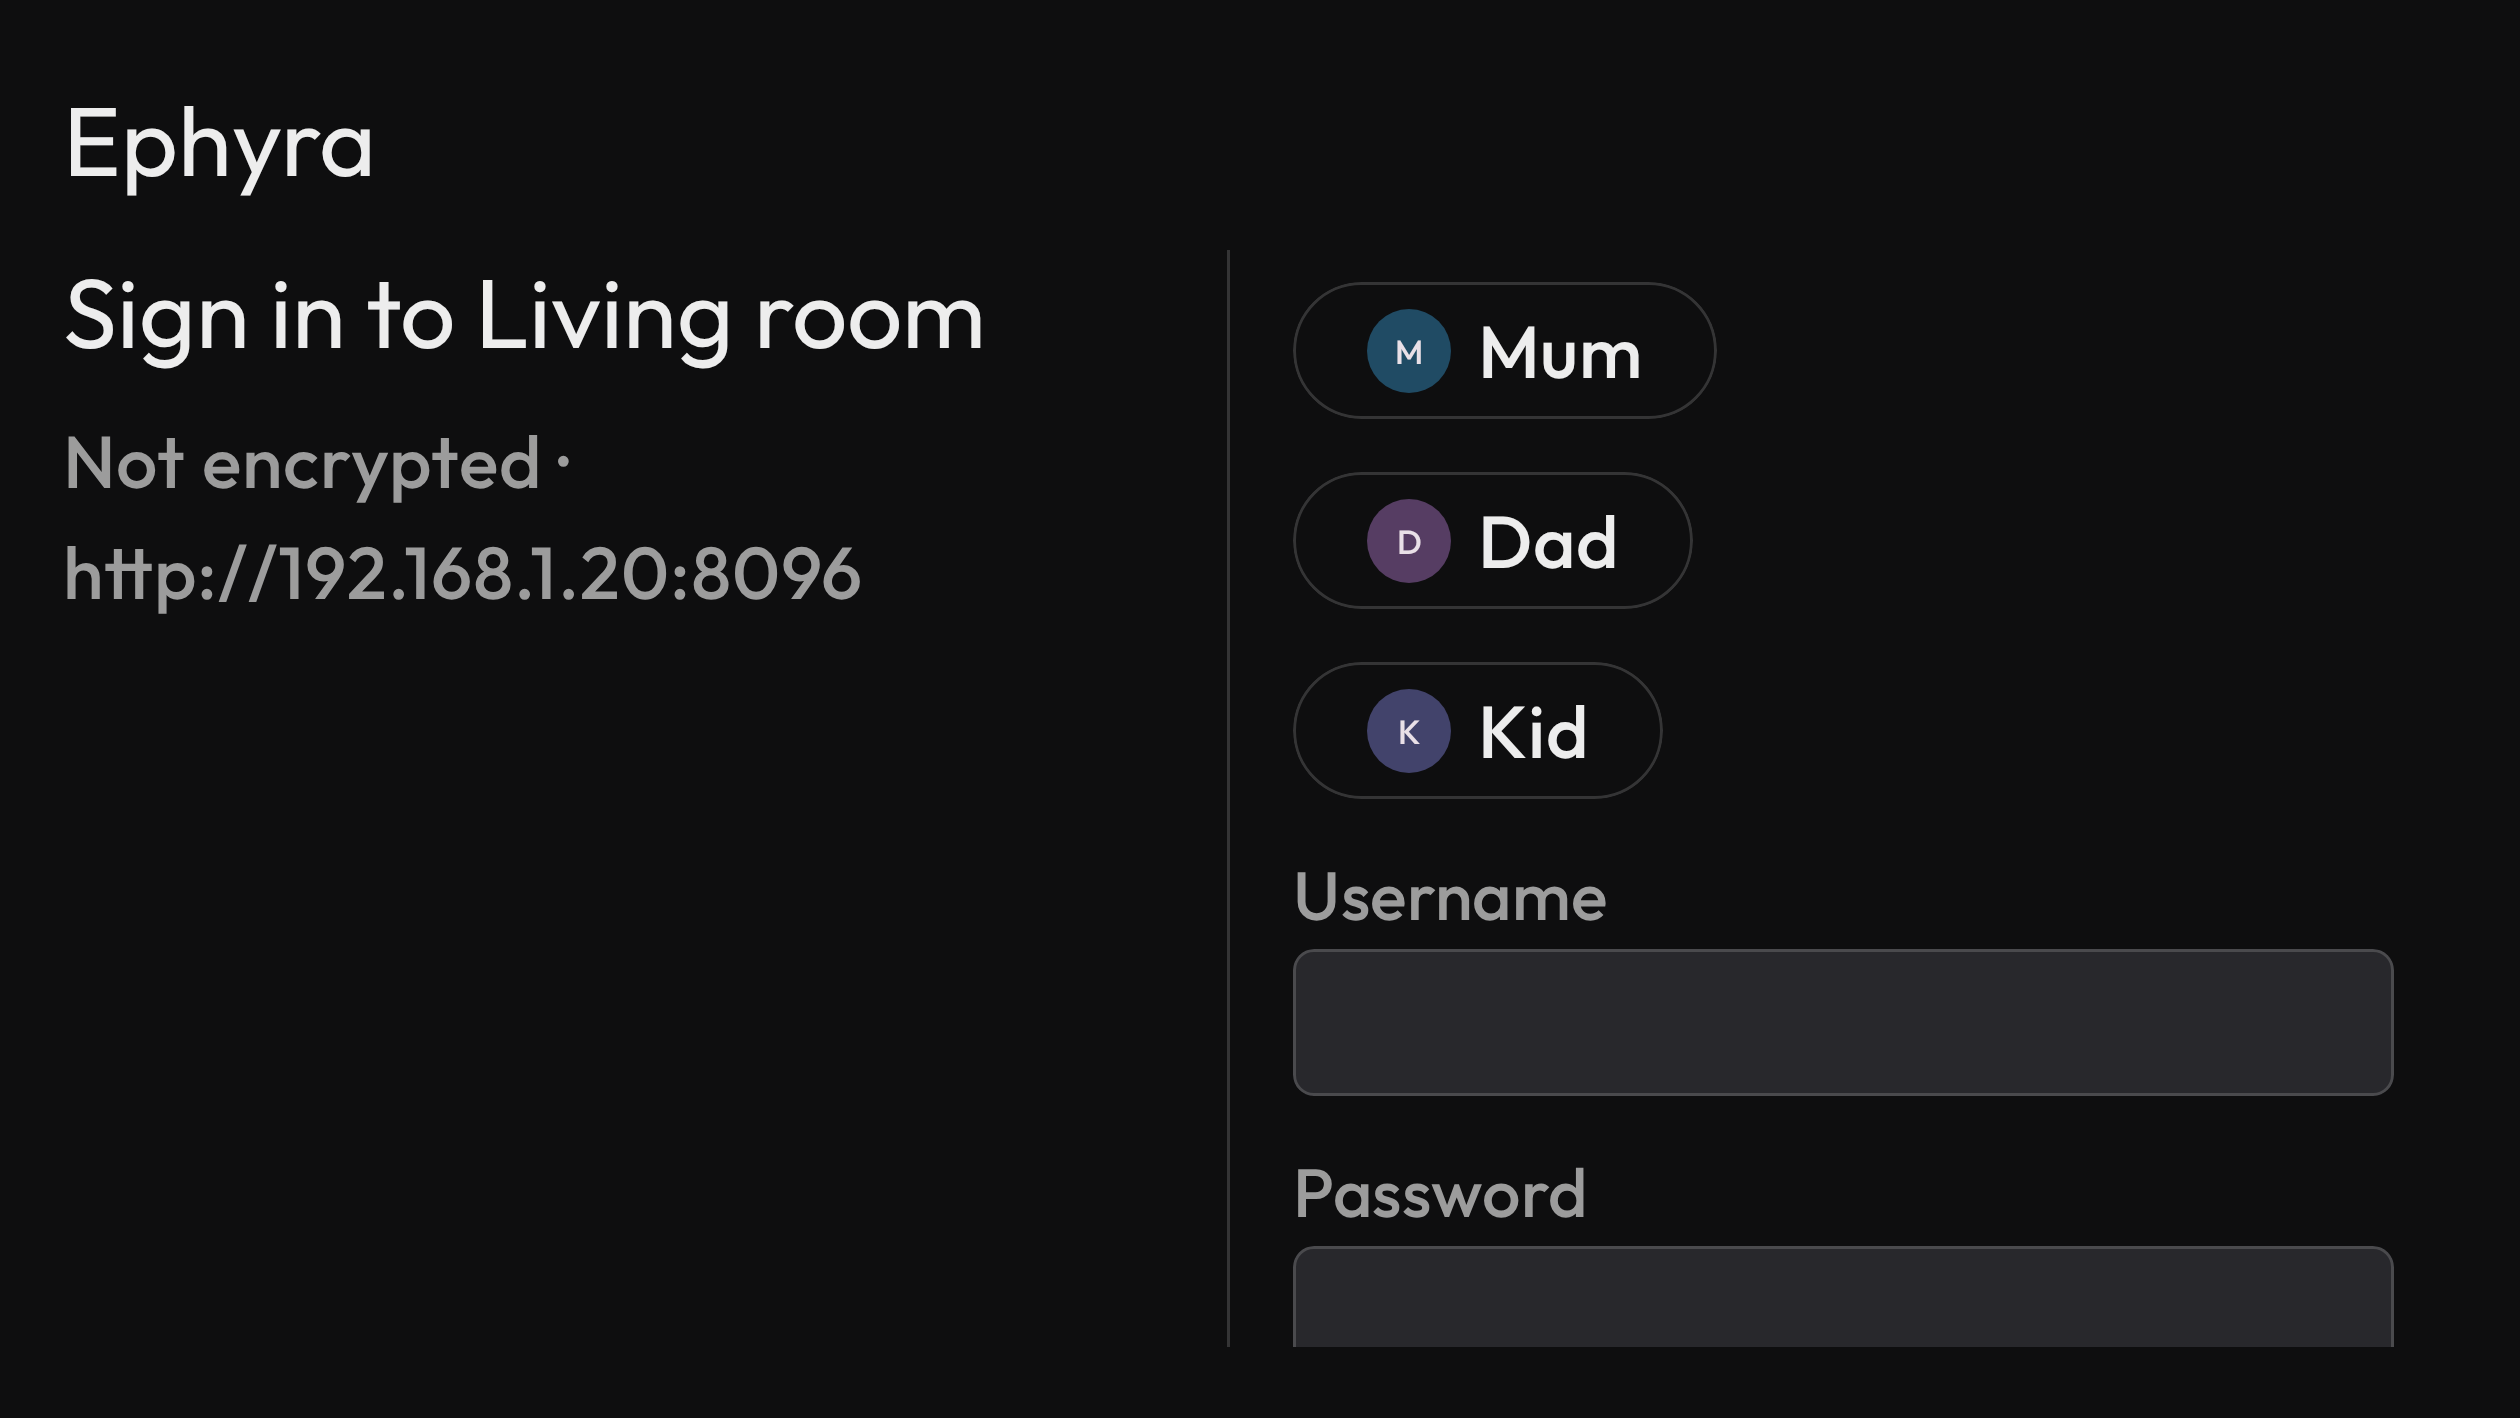 Ephyra
Sign in to Living room
Not encrypted ·
http://192.168.1.20:8096
M Mum
D Dad
K Kid
Username
Password